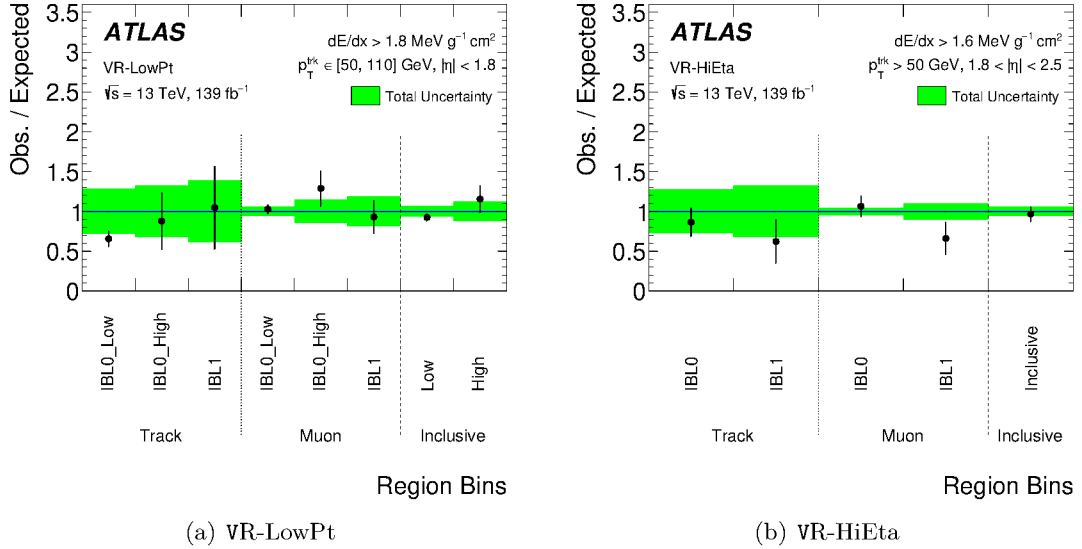 Obs. / Expected
3.5
3
2.5
2
1.5
1
0.5
0
ATLAS
VR-LowPt
√s = 13 TeV, 139 fb⁻¹
dE/dx > 1.8 MeV g⁻¹ cm²
p_T^trk ∈ [50, 110] GeV, |η| < 1.8
Total Uncertainty
IBL0_Low
IBL0_High
IBL1
IBL0_Low
IBL0_High
IBL1
Low
High
Track
Muon
Inclusive
Region Bins
(a) VR-LowPt
Obs. / Expected
3.5
3
2.5
2
1.5
1
0.5
0
ATLAS
VR-HiEta
√s = 13 TeV, 139 fb⁻¹
dE/dx > 1.6 MeV g⁻¹ cm²
p_T^trk > 50 GeV, 1.8 < |η| < 2.5
Total Uncertainty
IBL0
IBL1
IBL0
IBL1
Inclusive
Track
Muon
Inclusive
Region Bins
(b) VR-HiEta